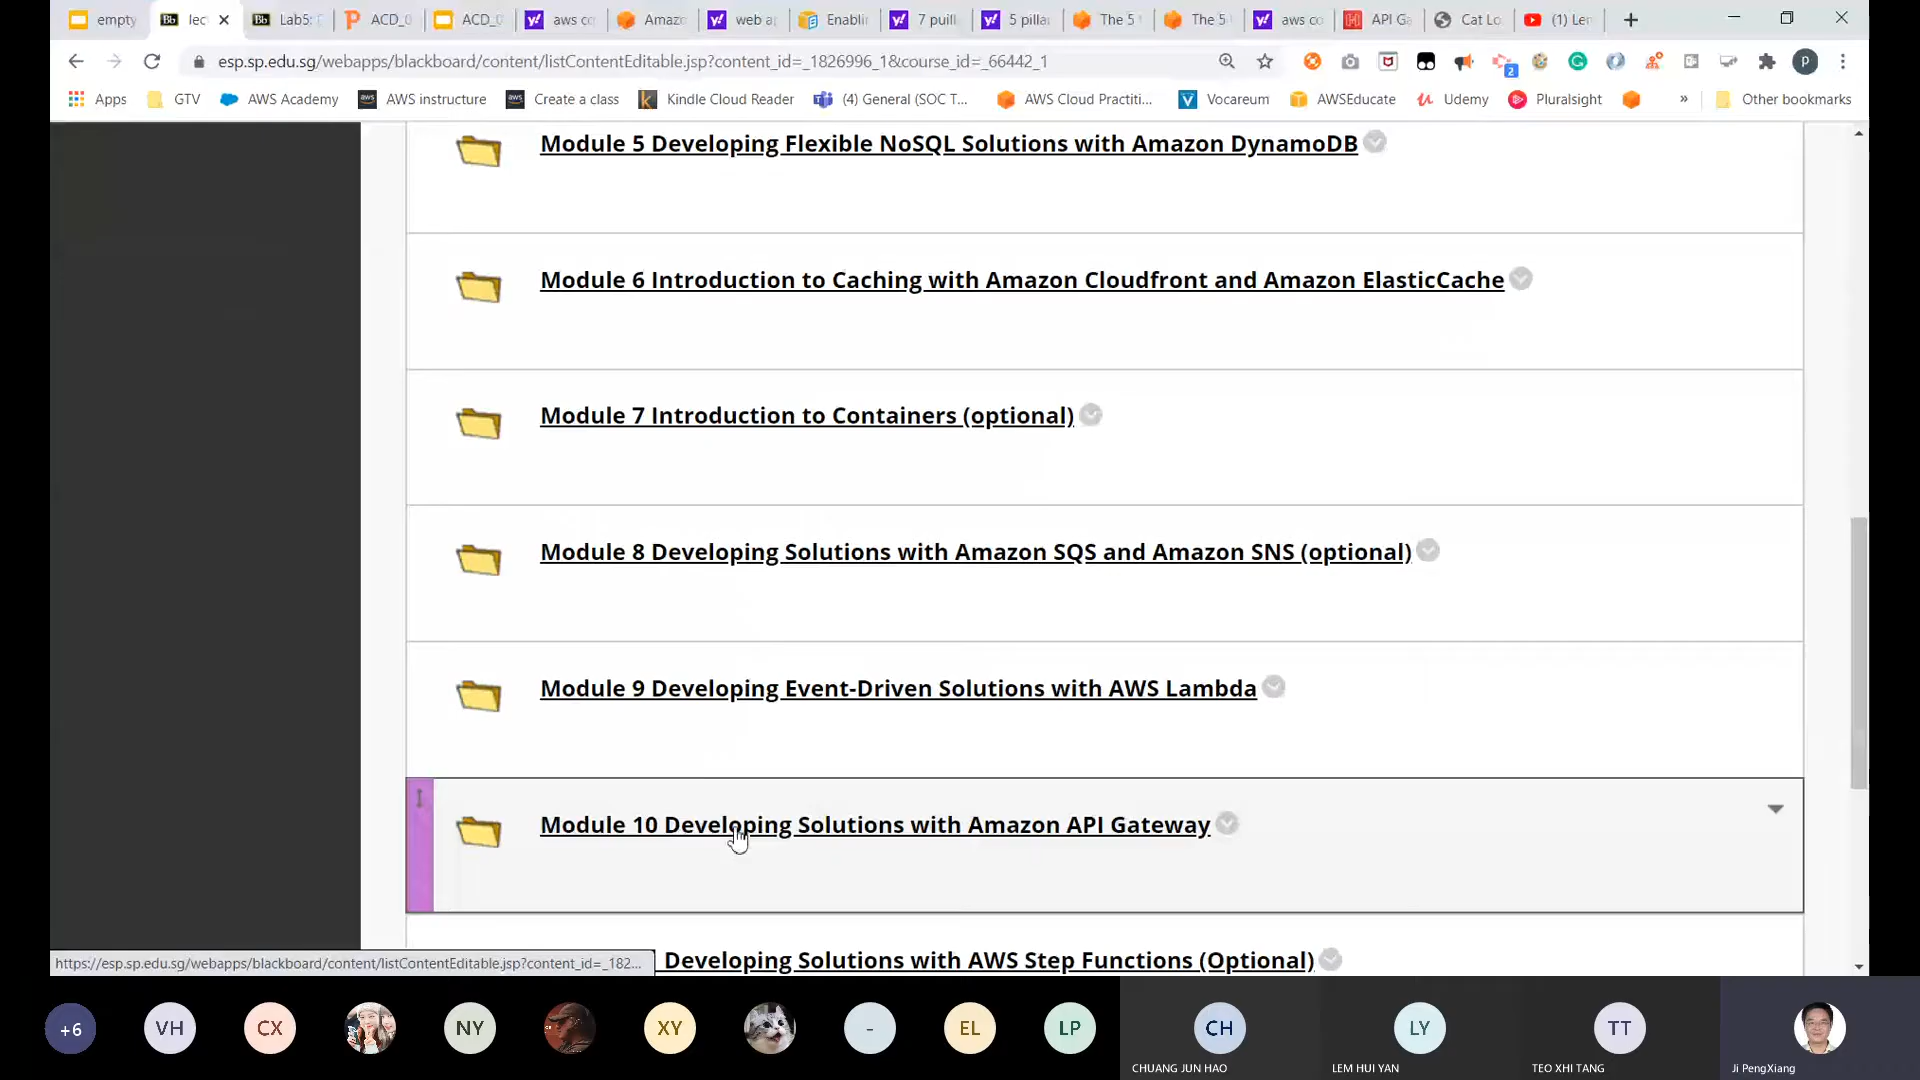 empty
lec
Lab5:
ACD_0
ACD_0
aws co
Amazo
web a
Enablin
7 puill
5 pillar
The 5
The 5
aws co
API Ga
Cat Lo
(1) Len
esp.sp.edu.sg/webapps/blackboard/content/listContentEditable.jsp?content_id=_1826996_1&course_id=_66442_1
2
P
Apps
GTV
AWS Academy
AWS instructure
Create a class
Kindle Cloud Reader
(4) General (SOC T...
AWS Cloud Practiti...
Vocareum
AWSEducate
Udemy
Pluralsight
»
Other bookmarks
Module 5 Developing Flexible NoSQL Solutions with Amazon DynamoDB
Module 6 Introduction to Caching with Amazon Cloudfront and Amazon ElasticCache
Module 7 Introduction to Containers (optional)
Module 8 Developing Solutions with Amazon SQS and Amazon SNS (optional)
Module 9 Developing Event-Driven Solutions with AWS Lambda
Module 10 Developing Solutions with Amazon API Gateway
Developing Solutions with AWS Step Functions (Optional)
https://esp.sp.edu.sg/webapps/blackboard/content/listContentEditable.jsp?content_id=_182...
+6
VH
CX
NY
XY
-
EL
LP
CH
LY
TT
CHUANG JUN HAO
LEM HUI YAN
TEO XHI TANG
Ji PengXiang